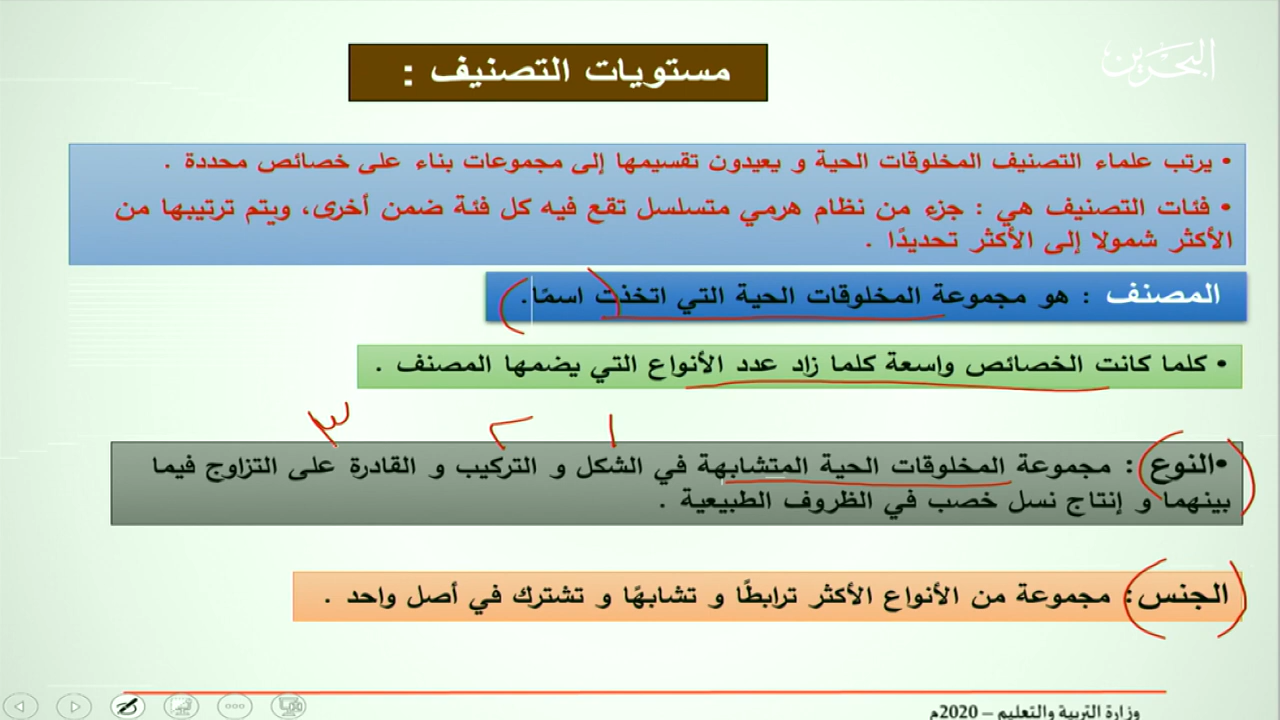 البحرين
مستويات التصنيف :
• يرتب علماء التصنيف المخلوقات الحية و يعيدون تقسيمها إلى مجموعات بناء على خصائص محددة .
• فئات التصنيف هي : جزء من نظام هرمي متسلسل تقع فيه كل فئة ضمن أخرى، ويتم ترتيبها من
الأكثر شمولا إلى الأكثر تحديدًا .
المصنف : هو مجموعة المخلوقات الحية التي اتخذت اسمًا.
• كلما كانت الخصائص واسعة كلما زاد عدد الأنواع التي يضمها المصنف .
١ ٢ ٣
•النوع : مجموعة المخلوقات الحية المتشابهة في الشكل و التركيب و القادرة على التزاوج فيما
بينهما و إنتاج نسل خصب في الظروف الطبيعية .
الجنس: مجموعة من الأنواع الأكثر ترابطًا و تشابهًا و تشترك في أصل واحد .
وزارة التربية والتعليم – 2020م